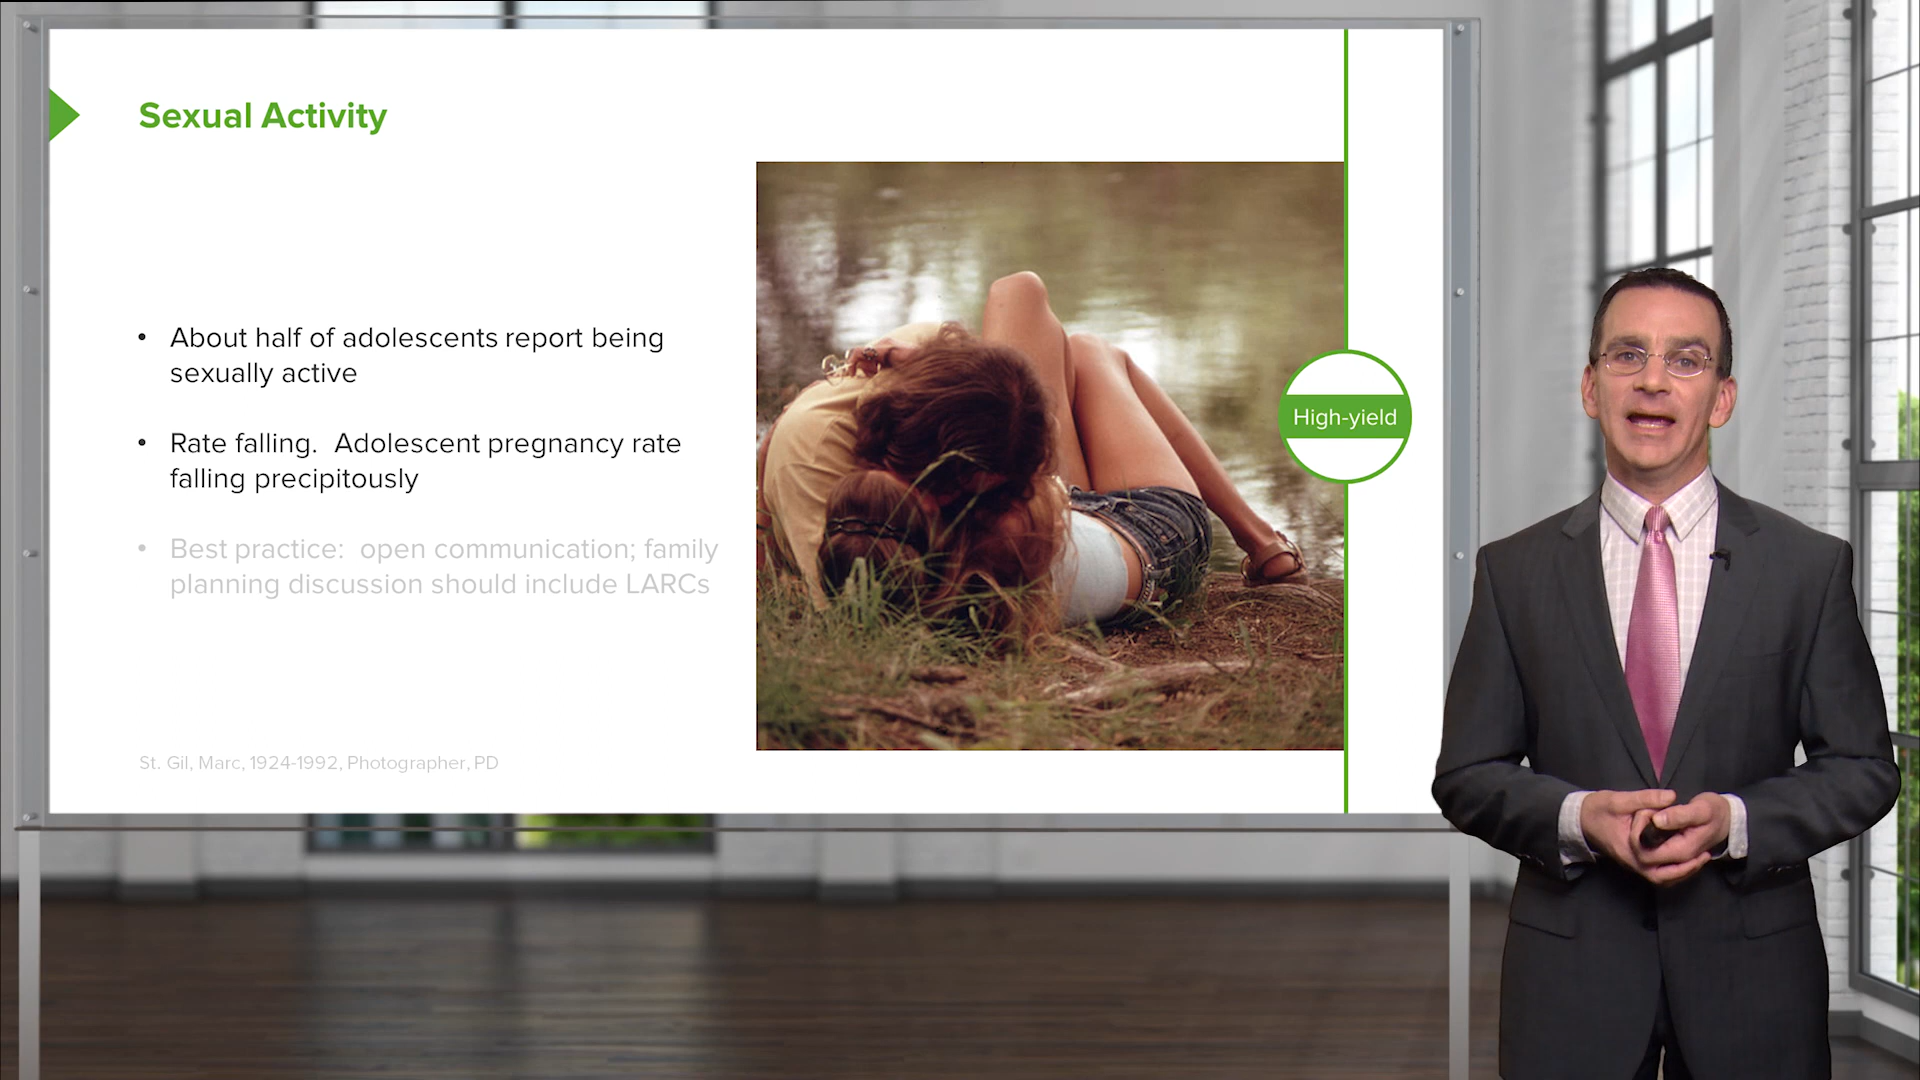 Sexual Activity
• About half of adolescents report being
sexually active
• Rate falling.  Adolescent pregnancy rate
falling precipitously
• Best practice:  open communication; family
planning discussion should include LARCs
High-yield
St. Gil, Marc, 1924-1992, Photographer, PD